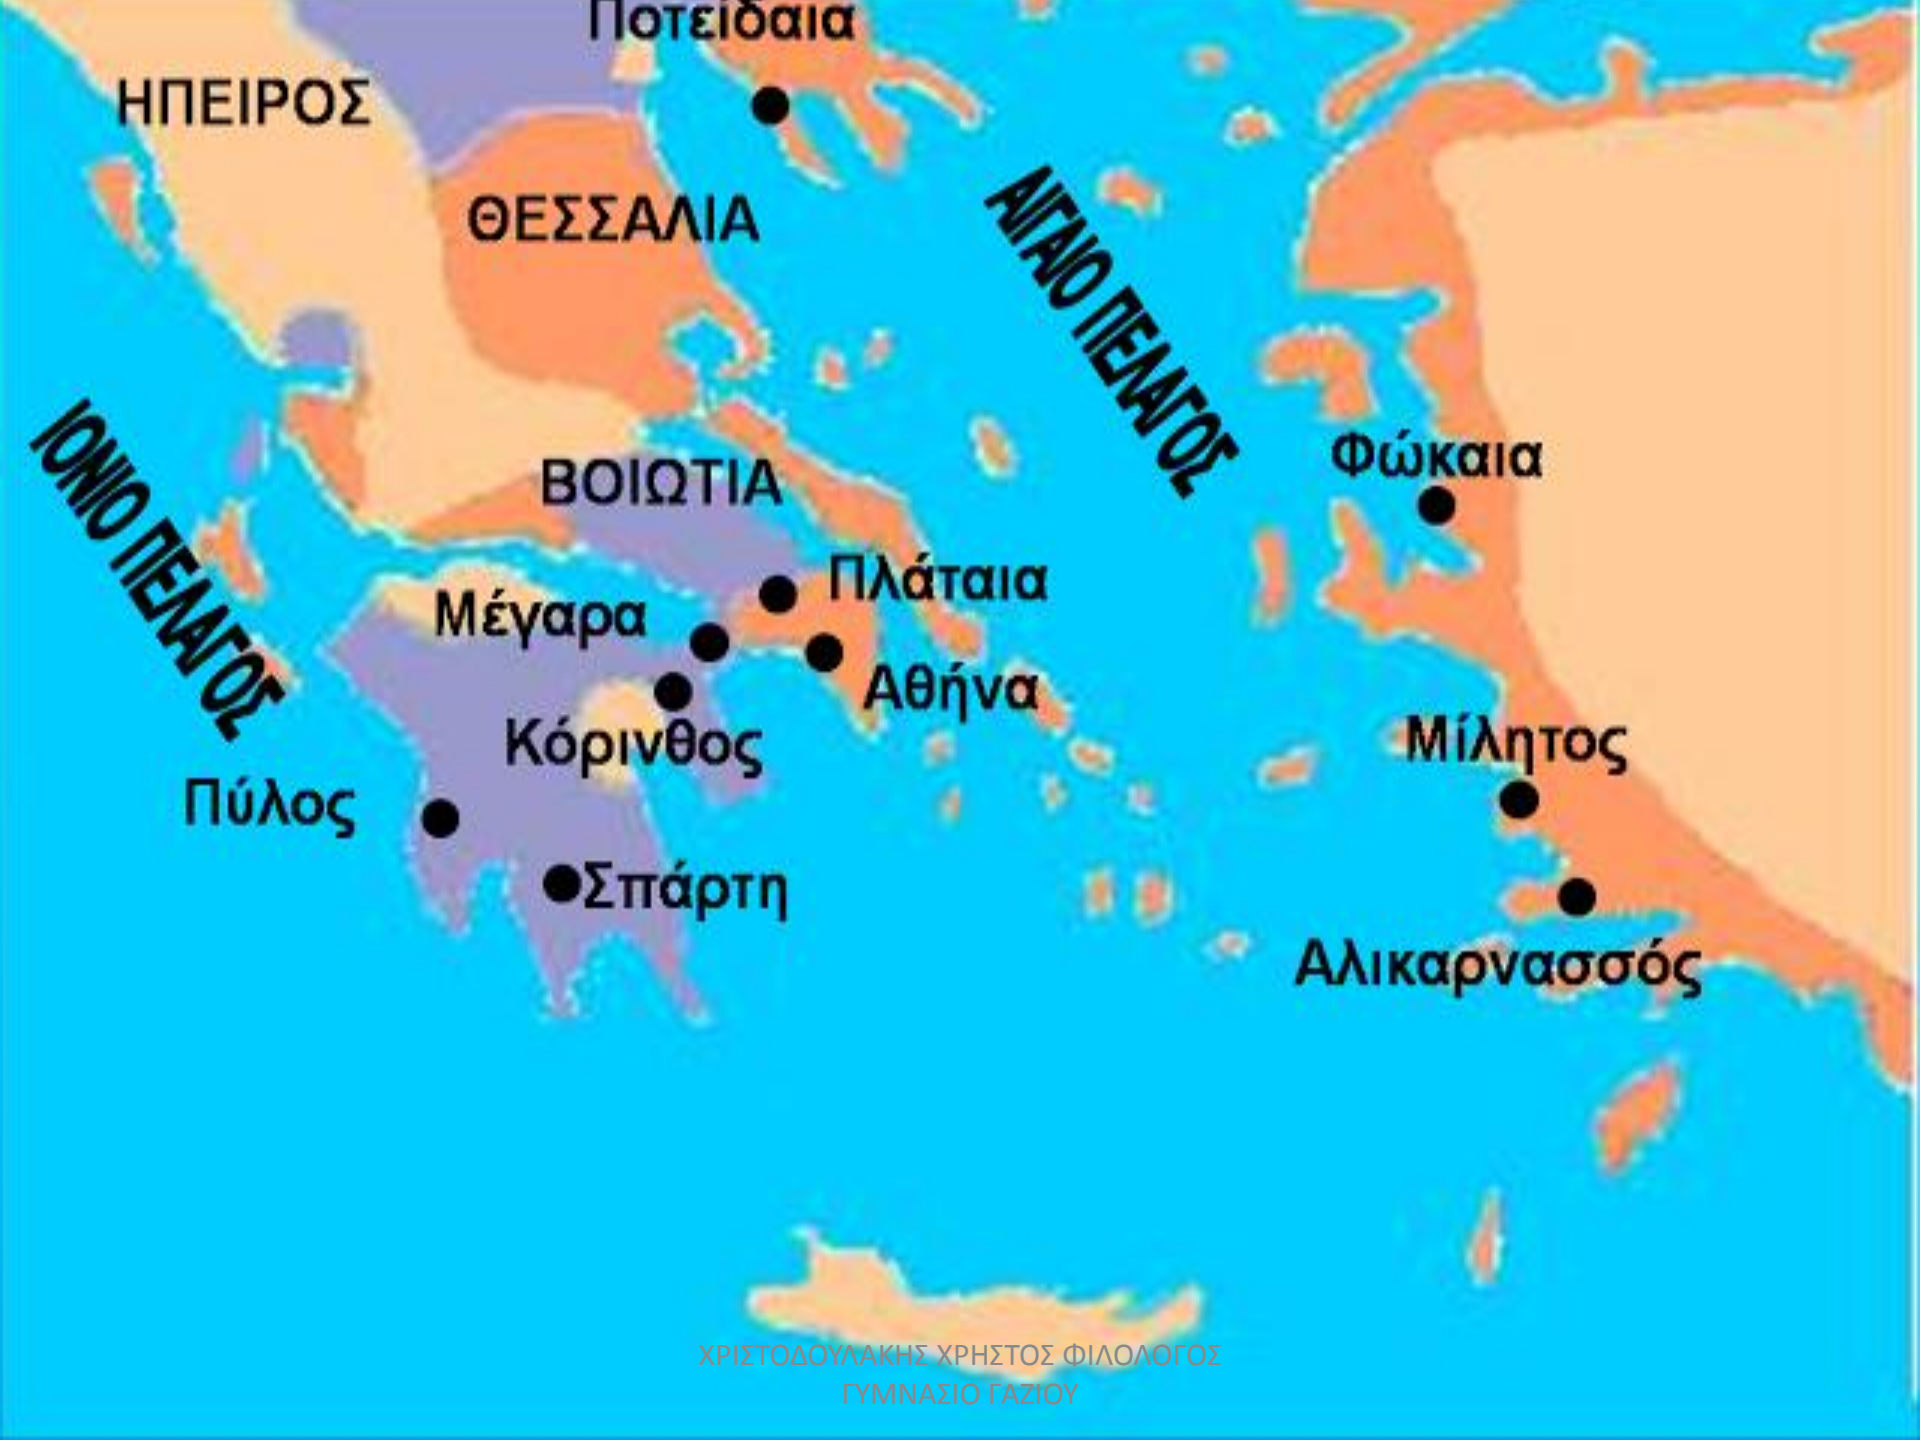 Ποτείδαια
ΗΠΕΙΡΟΣ
ΘΕΣΣΑΛΙΑ
ΑΙΓΑΙΟ ΠΕΛΑΓΟΣ
ΙΟΝΙΟ ΠΕΛΑΓΟΣ
Φώκαια
ΒΟΙΩΤΙΑ
Πλάταια
Μέγαρα
Αθήνα
Κόρινθος
Μίλητος
Πύλος
Σπάρτη
Αλικαρνασσός
ΧΡΙΣΤΟΔΟΥΛΑΚΗΣ ΧΡΗΣΤΟΣ ΦΙΛΟΛΟΓΟΣ
ΓΥΜΝΑΣΙΟ ΓΑΖΙΟΥ